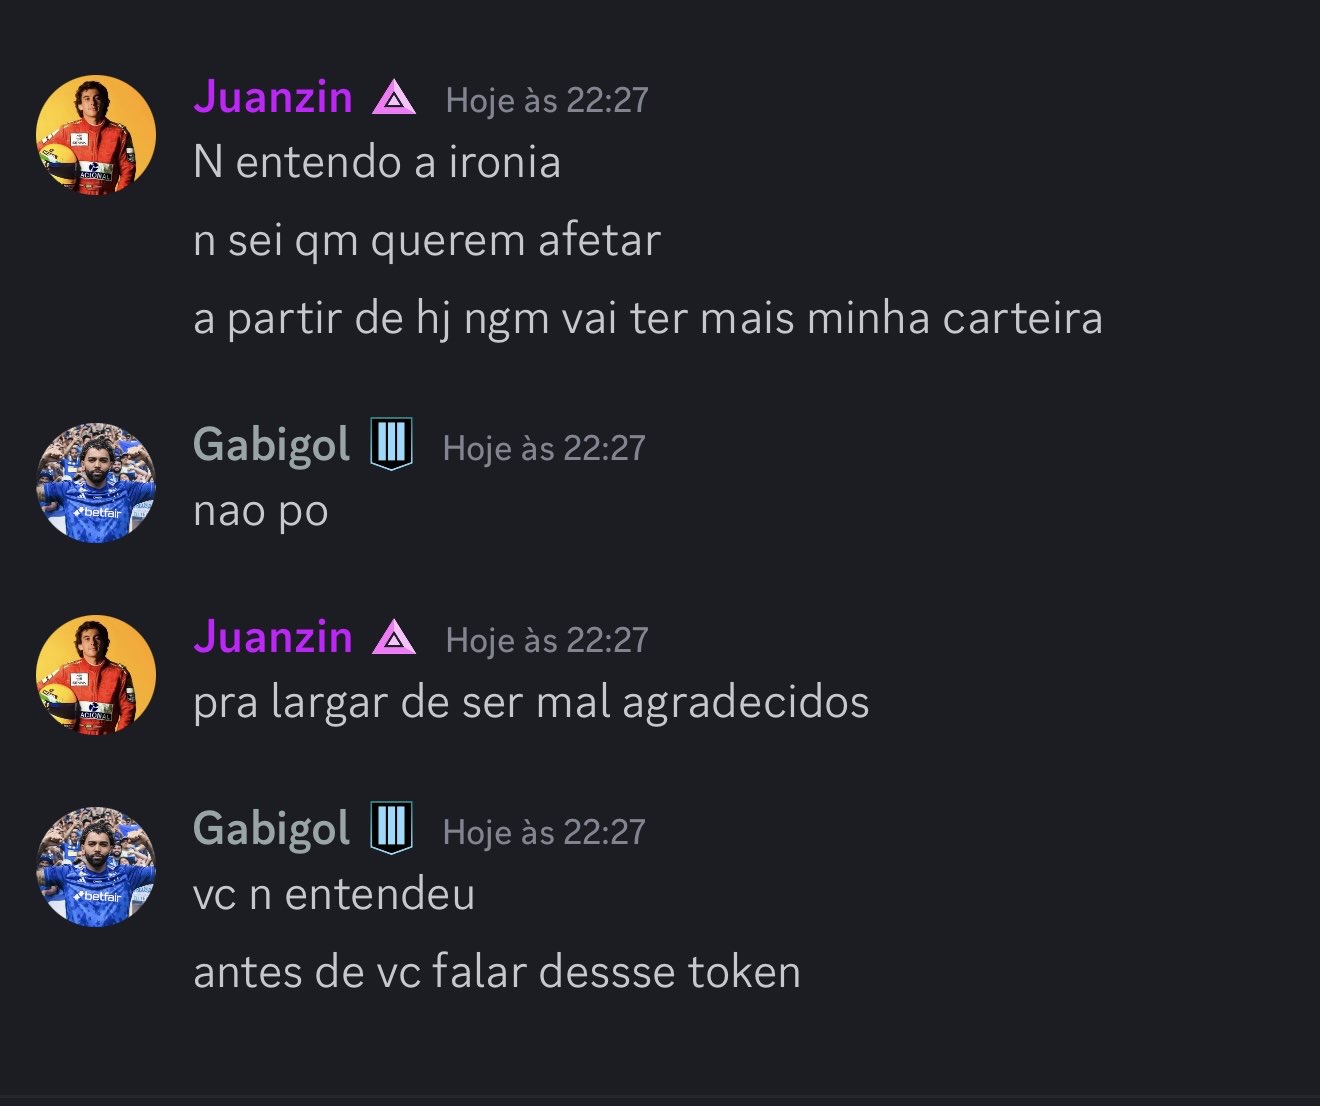 Juanzin Hoje às 22:27
N entendo a ironia
n sei qm querem afetar
a partir de hj ngm vai ter mais minha carteira
Gabigol Hoje às 22:27
betfair
nao po
Juanzin Hoje às 22:27
pra largar de ser mal agradecidos
Gabigol Hoje às 22:27
betfair
vc n entendeu
antes de vc falar dessse token